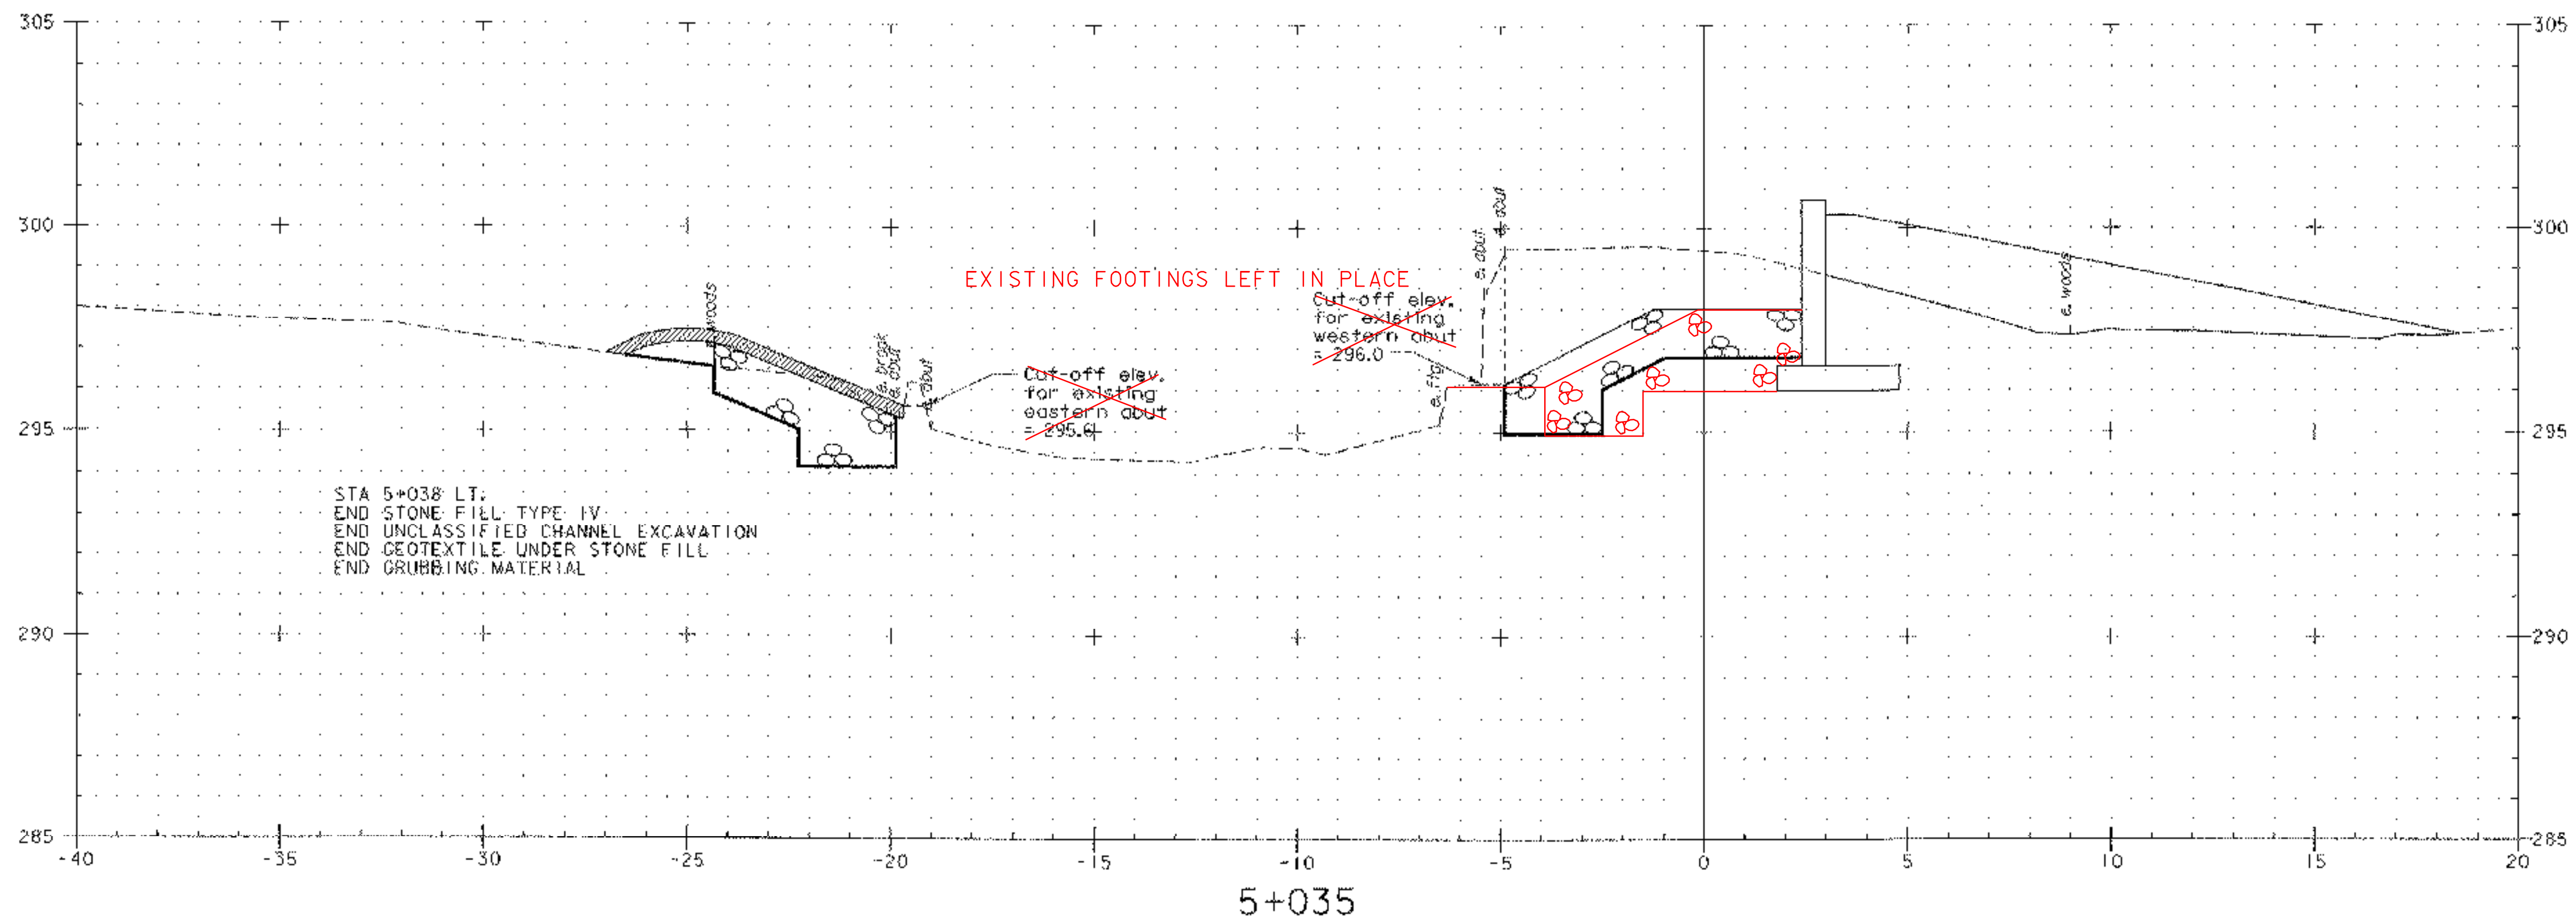 305
305
300
300
e. abut
e. abut
e. woods
EXISTING FOOTINGS LEFT IN PLACE
Cut-off elev.
for existing
western abut
= 296.0
woods
e. break
e. abut
abut
Cut-off elev.
for existing
eastern abut
= 295.6
e. ftg.
295
295
STA 5+038 LT.
END STONE FILL TYPE IV
END UNCLASSIFIED CHANNEL EXCAVATION
END GEOTEXTILE UNDER STONE FILL
END GRUBBING MATERIAL
290
290
285
285
-40 -35 -30 -25 -20 -15 -10 -5 0 5 10 15 20
5+035